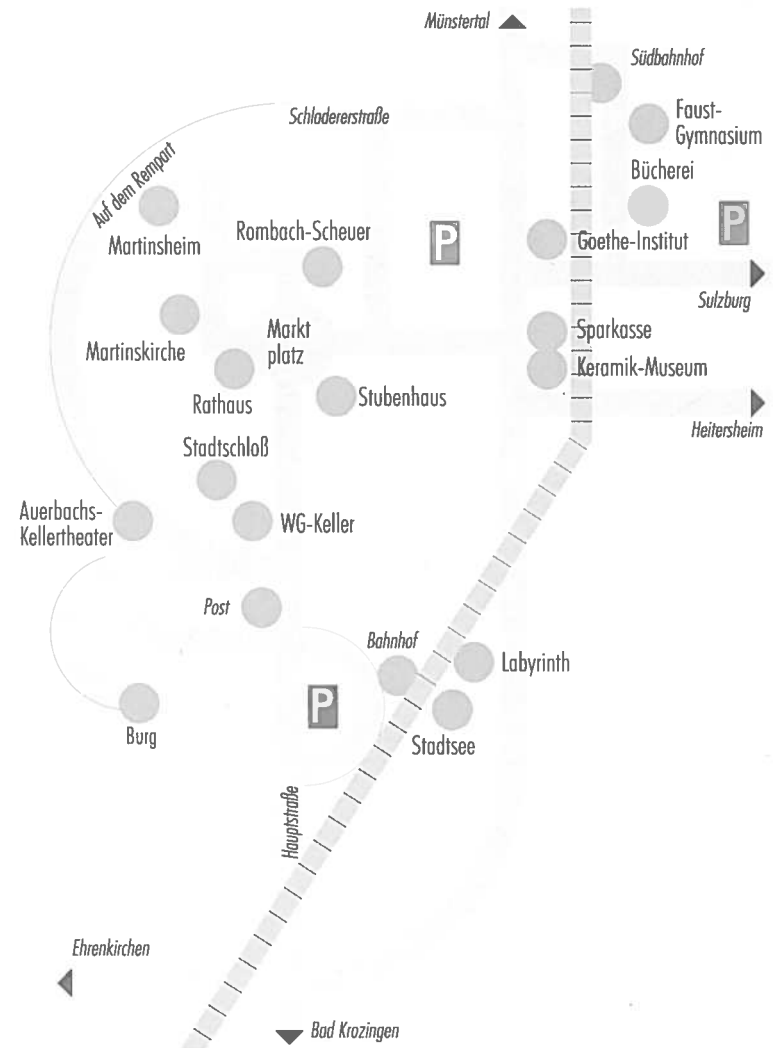 Münstertal
Südbahnhof
Faust-
Gymnasium
Schladererstraße
Bücherei
Auf dem Rempart
Martinsheim
Rombach-Scheuer
P
P
Goethe-Institut
Sulzburg
Martinskirche
Markt
platz
Sparkasse
Keramik-Museum
Rathaus
Stubenhaus
Heitersheim
Stadtschloß
Auerbachs-
Kellertheater
WG-Keller
Post
Bahnhof
Labyrinth
P
Burg
Stadtsee
Hauptstraße
Ehrenkirchen
Bad Krozingen